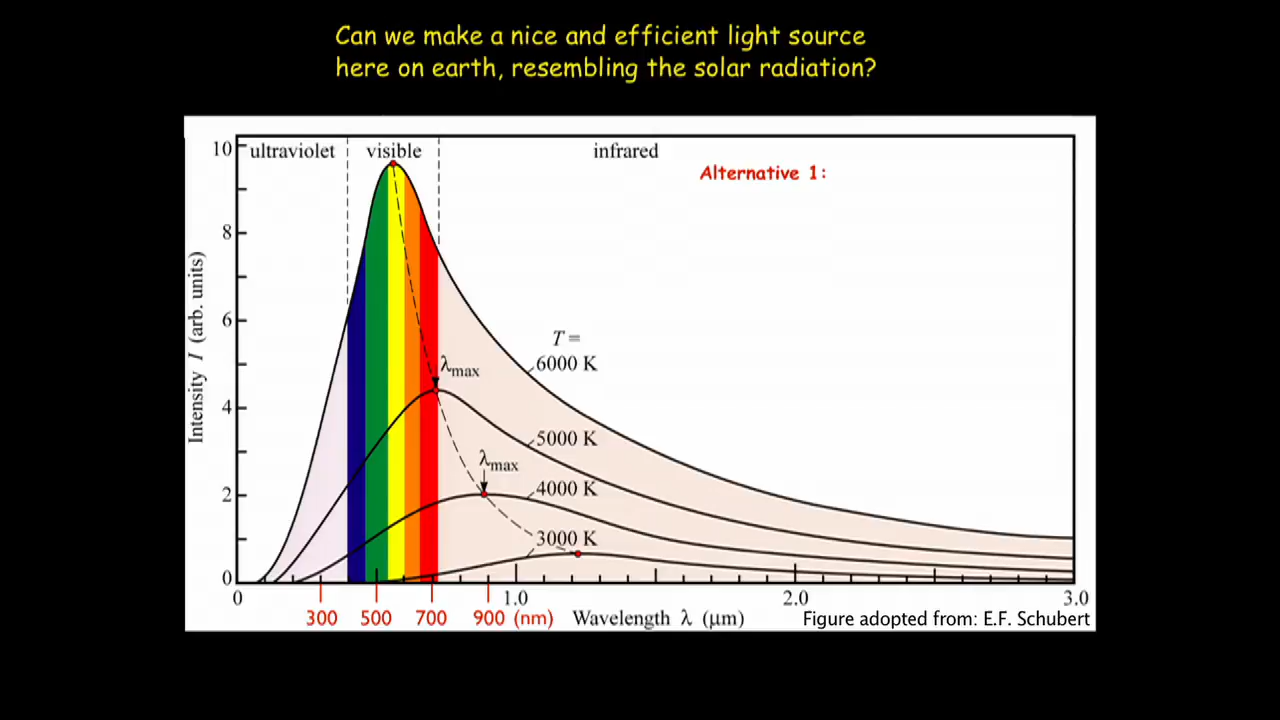 Can we make a nice and efficient light source
here on earth, resembling the solar radiation?
10
ultraviolet
visible
infrared
Alternative 1:
8
6
4
2
0
Intensity I (arb. units)
T =
6000 K
λmax
5000 K
λmax
4000 K
3000 K
0
1.0
2.0
3.0
300
500
700
900 (nm)
Wavelength λ (μm)
Figure adopted from: E.F. Schubert